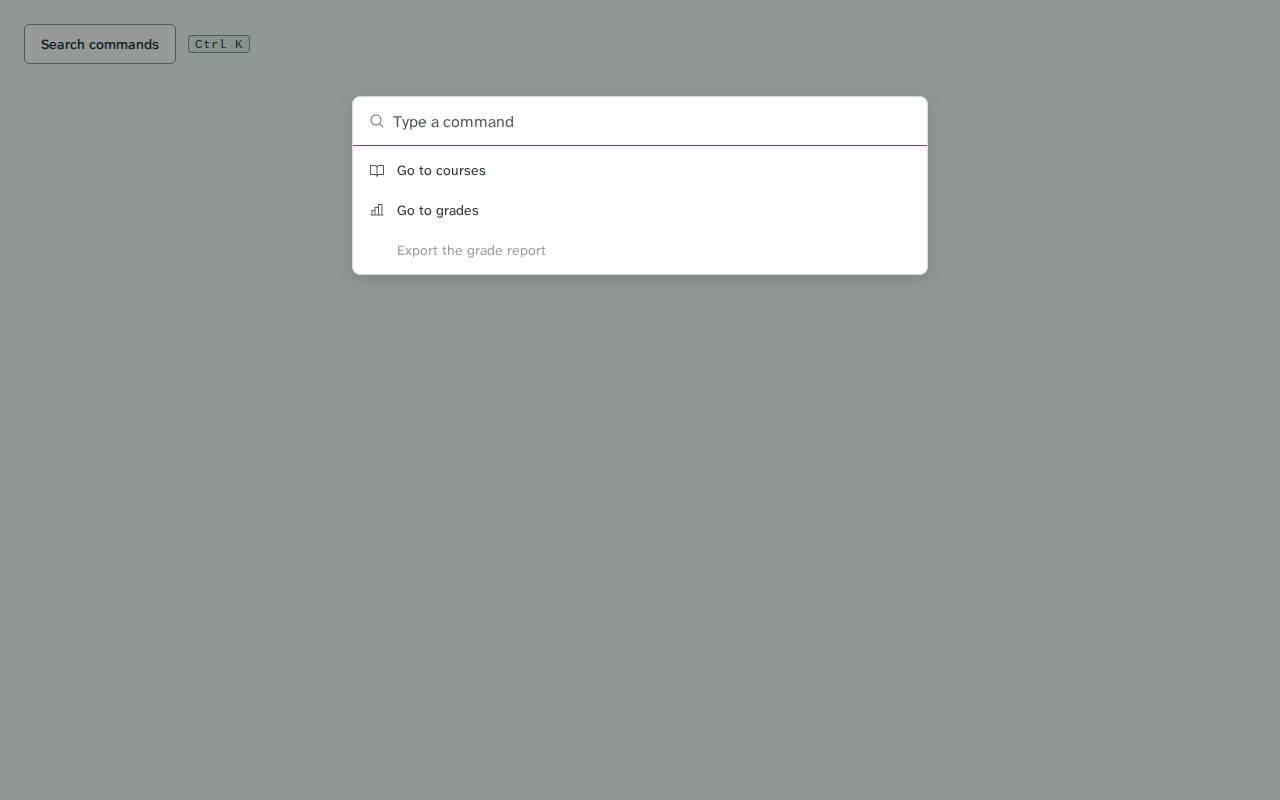 Search commands Ctrl K
Type a command
Go to courses
Go to grades
Export the grade report